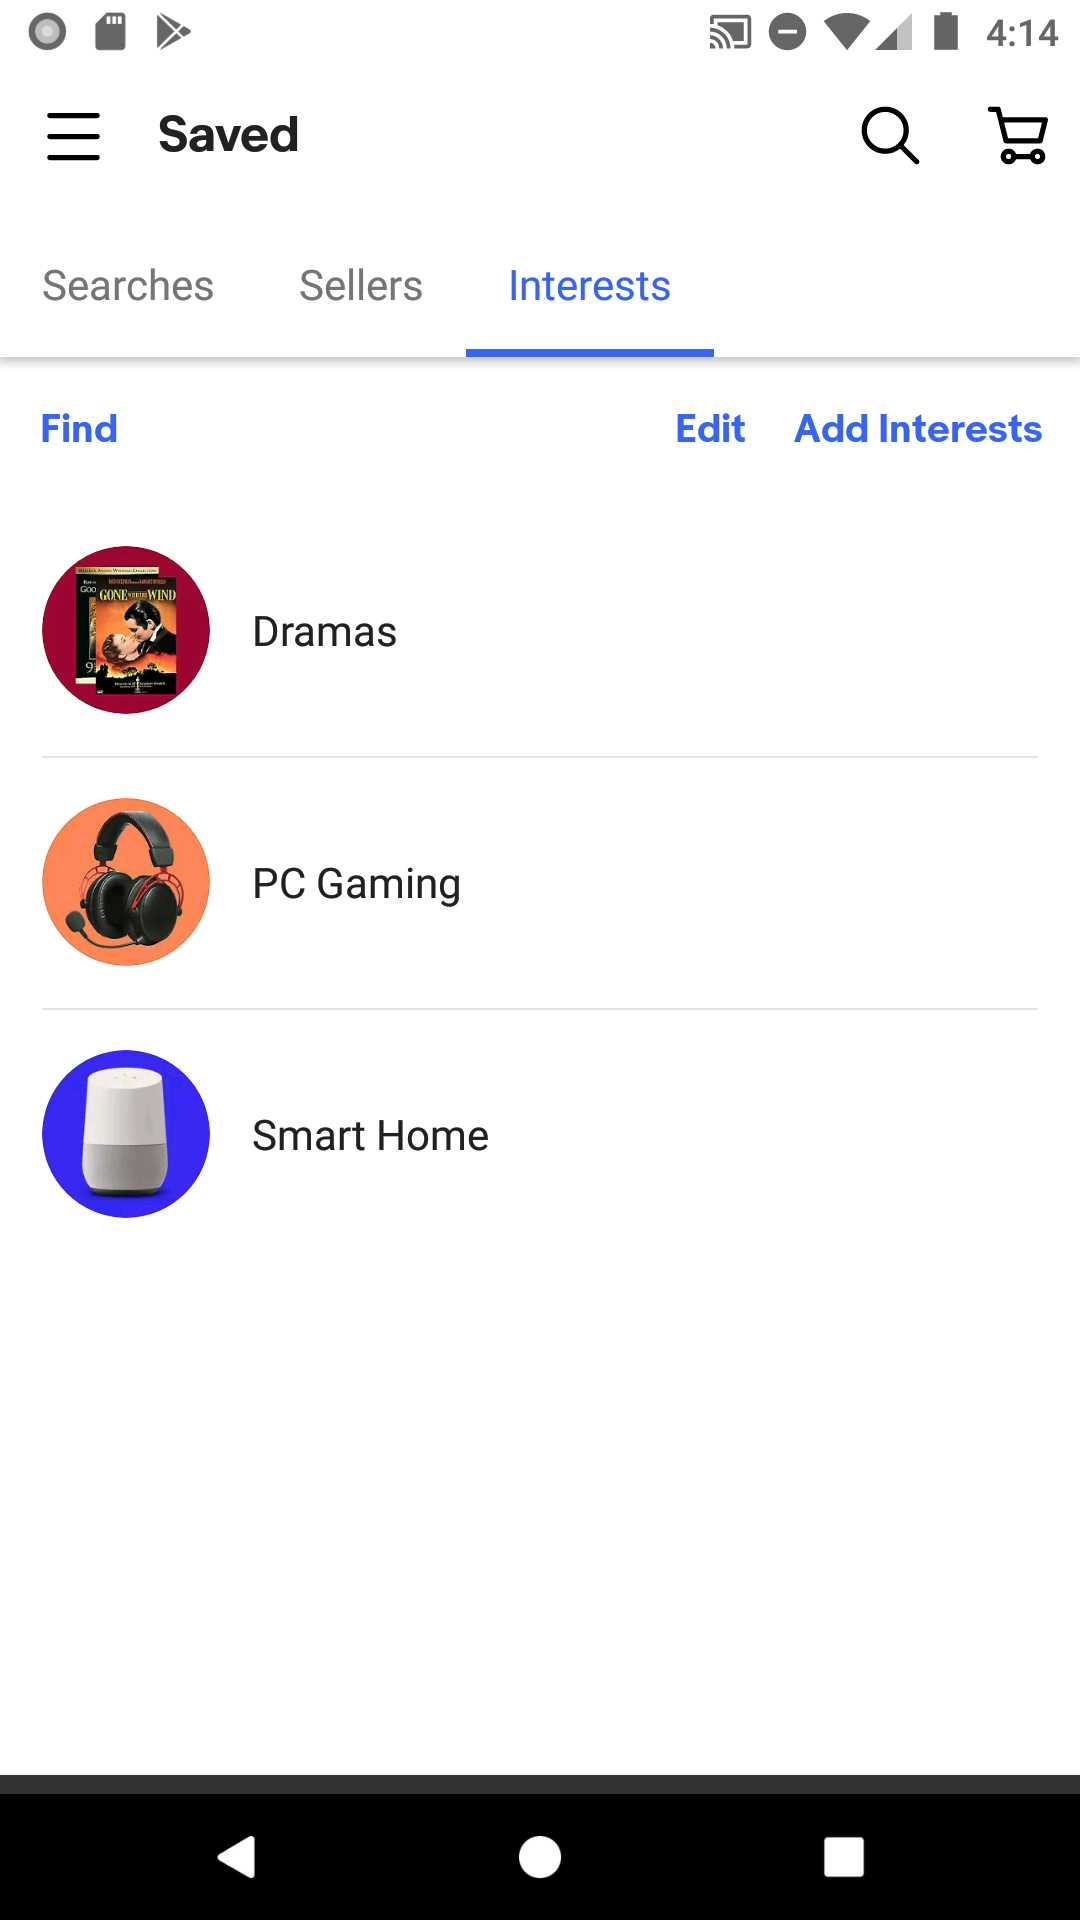 4:14
Saved
Searches Sellers Interests
Find Edit Add Interests
GONE WITH THE WIND
Dramas
PC Gaming
Smart Home